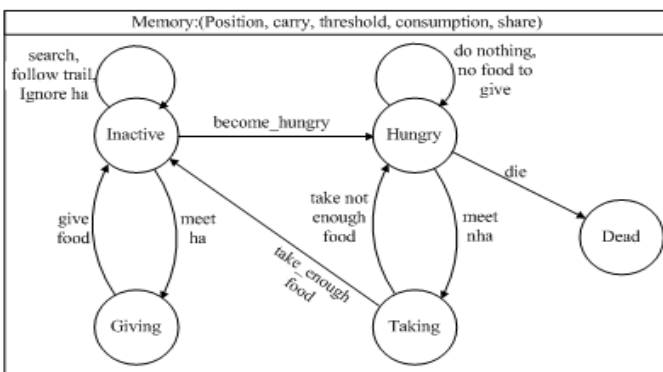 Memory:(Position, carry, threshold, consumption, share)
search,
follow trail,
Ignore ha
do nothing,
no food to
give
Inactive
become_hungry
Hungry
die
give
food
meet
ha
take_enough
food
take not
enough
food
meet
nha
Dead
Giving
Taking